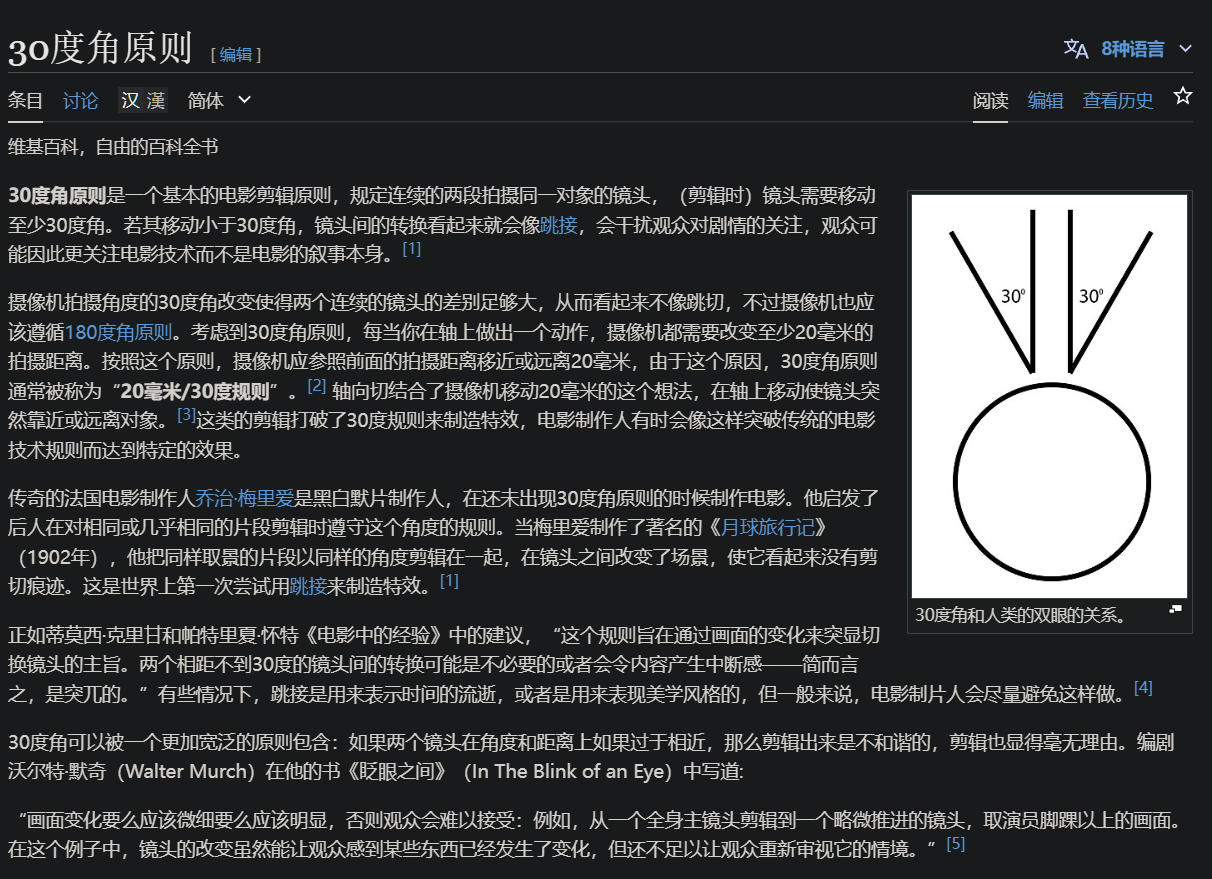 30度角原则 [ 编辑 ]
文A 8种语言
条目 讨论 汉 漢 简体
阅读 编辑 查看历史
维基百科，自由的百科全书
30度角原则是一个基本的电影剪辑原则，规定连续的两段拍摄同一对象的镜头，（剪辑时）镜头需要移动
至少30度角。若其移动小于30度角，镜头间的转换看起来就会像跳接，会干扰观众对剧情的关注，观众可
能因此更关注电影技术而不是电影的叙事本身。[1]
摄像机拍摄角度的30度角改变使得两个连续的镜头的差别足够大，从而看起来不像跳切，不过摄像机也应
该遵循180度角原则。考虑到30度角原则，每当你在轴上做出一个动作，摄像机都需要改变至少20毫米的
拍摄距离。按照这个原则，摄像机应参照前面的拍摄距离移近或远离20毫米，由于这个原因，30度角原则
通常被称为“20毫米/30度规则”。[2] 轴向切结合了摄像机移动20毫米的这个想法，在轴上移动使镜头突
然靠近或远离对象。[3]这类的剪辑打破了30度规则来制造特效，电影制作人有时会像这样突破传统的电影
技术规则而达到特定的效果。
传奇的法国电影制作人乔治·梅里爱是黑白默片制作人，在还未出现30度角原则的时候制作电影。他启发了
后人在对相同或几乎相同的片段剪辑时遵守这个角度的规则。当梅里爱制作了著名的《月球旅行记》
（1902年），他把同样取景的片段以同样的角度剪辑在一起，在镜头之间改变了场景，使它看起来没有剪
切痕迹。这是世界上第一次尝试用跳接来制造特效。[1]
正如蒂莫西·克里甘和帕特里夏·怀特《电影中的经验》中的建议，“这个规则旨在通过画面的变化来突显切
换镜头的主旨。两个相距不到30度的镜头间的转换可能是不必要的或者会令内容产生中断感——简而言
之，是突兀的。”有些情况下，跳接是用来表示时间的流逝，或者是用来表现美学风格的，但一般来说，电影制片人会尽量避免这样做。[4]
30度角可以被一个更加宽泛的原则包含：如果两个镜头在角度和距离上如果过于相近，那么剪辑出来是不和谐的，剪辑也显得毫无理由。编剧
沃尔特·默奇（Walter Murch）在他的书《眨眼之间》（In The Blink of an Eye）中写道:
“画面变化要么应该微细要么应该明显，否则观众会难以接受：例如，从一个全身主镜头剪辑到一个略微推进的镜头，取演员脚踝以上的画面。
在这个例子中，镜头的改变虽然能让观众感到某些东西已经发生了变化，但还不足以让观众重新审视它的情境。”[5]
30⁰ 30⁰
30度角和人类的双眼的关系。